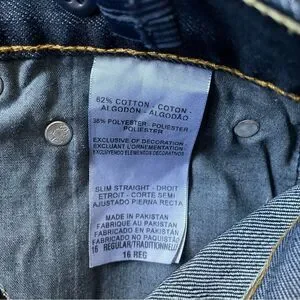 62% COTTON - COTON -
ALGODÓN - ALGODÃO
38% POLYESTER - POLIESTER
POLYESTER
EXCLUSIVE OF DECORATION
EXCLUANT L'ORNEMENTATION
EXCLUYENDO ELEMENTOS DECORATIVOS
SLIM STRAIGHT - DROIT
ETROIT - CORTE SEMI
AJUSTADO PIERNA RECTA
MADE IN PAKISTAN
FABRIQUE AU PAKISTAN
FABRICADO EN PAKISTAN
FABRICADO NO PAQUISTÃO
16 REGULAR/TRADITIONNEL
16 REG